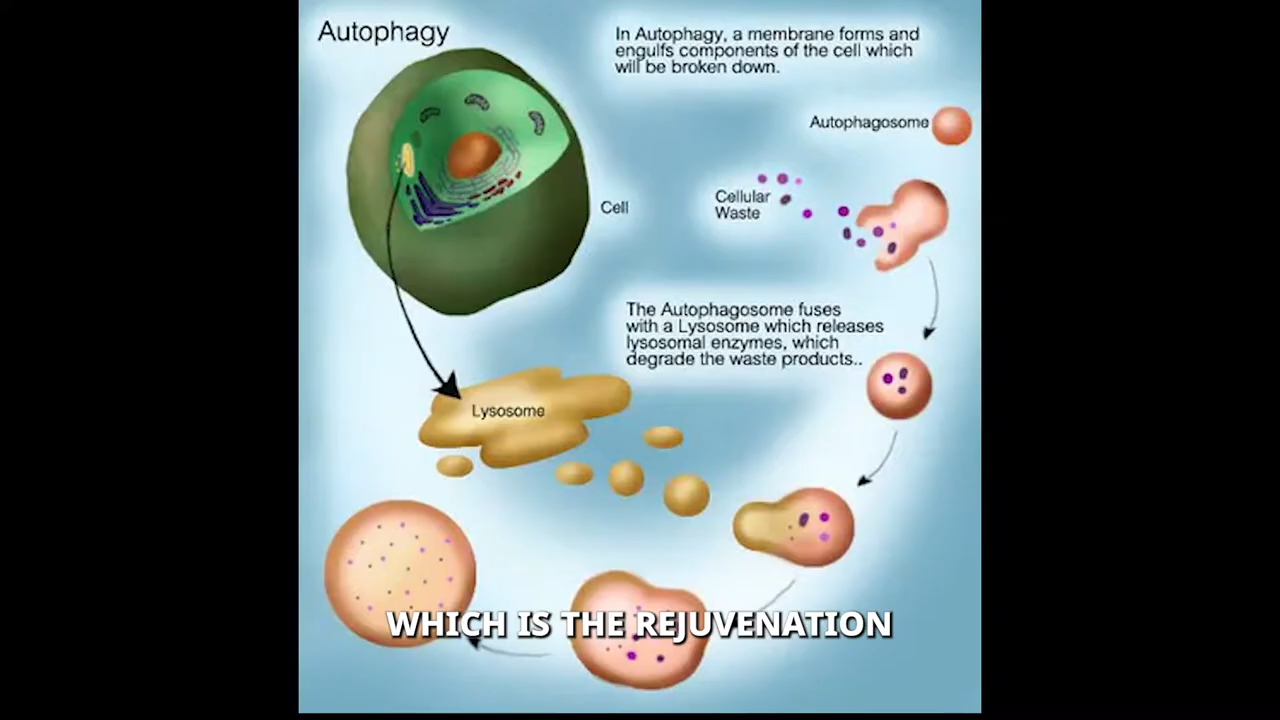 Autophagy
In Autophagy, a membrane forms and
engulfs components of the cell which
will be broken down.
Autophagosome
Cellular
Waste
Cell
The Autophagosome fuses
with a Lysosome which releases
lysosomal enzymes, which
degrade the waste products..
Lysosome
WHICH IS THE REJUVENATION